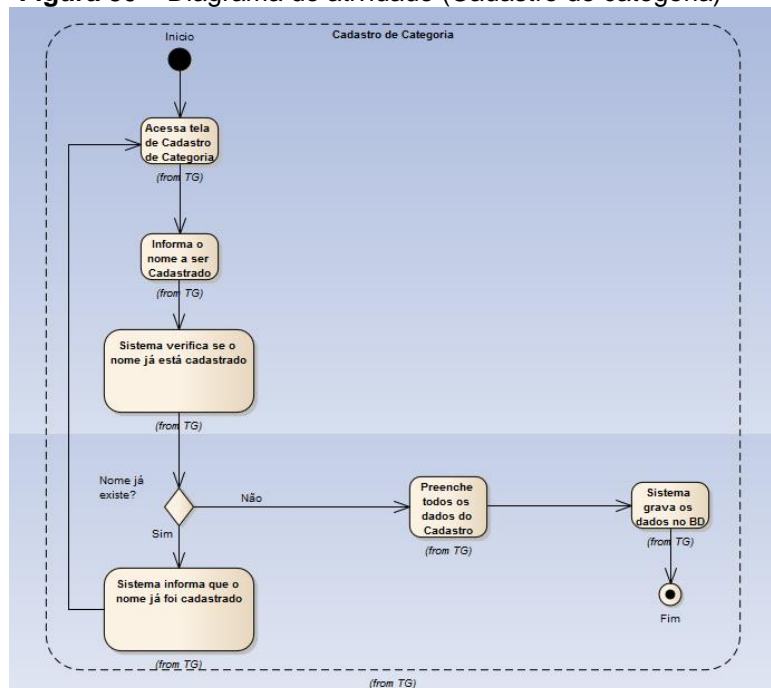 Diagrama de atividade (Cadastro de categoria)
Cadastro de Categoria
Inicio
Acessa tela
de Cadastro
de Categoria
(from TG)
Informa o
nome a ser
Cadastrado
(from TG)
Sistema verifica se o
nome já está cadastrado
(from TG)
Nome já
existe?
Não
Sim
Preenche
todos os
dados do
Cadastro
(from TG)
Sistema
grava os
dados no BD
(from TG)
Fim
Sistema informa que o
nome já foi cadastrado
(from TG)
(from TG)